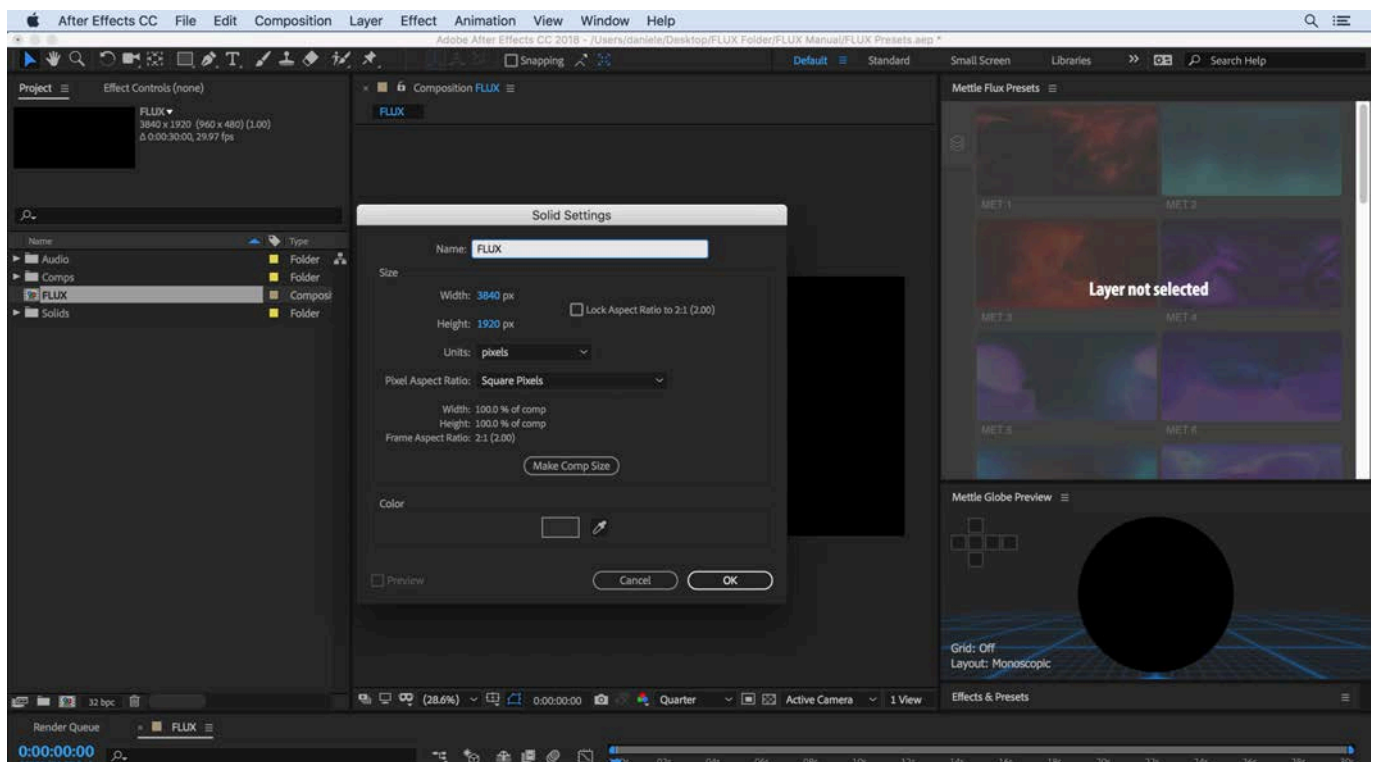 After Effects CC File Edit Composition Layer Effect Animation View Window Help
Adobe After Effects CC 2018 - /Users/daniele/Desktop/FLUX Folder/FLUX Manual/FLUX Presets.aep *
Snapping Default Standard Small Screen Libraries Search Help
Project Effect Controls (none)
FLUX
3840 x 1920 (960 x 480) (1.00)
Δ 0:00:30:00, 29.97 fps
Name Type
Audio Folder
Comps Folder
FLUX Composi
Solids Folder
32 bpc
Composition FLUX
FLUX
Solid Settings
Name: FLUX
Size
Width: 3840 px
Lock Aspect Ratio to 2:1 (2.00)
Height: 1920 px
Units: pixels
Pixel Aspect Ratio: Square Pixels
Width: 100.0 % of comp
Height: 100.0 % of comp
Frame Aspect Ratio: 2:1 (2.00)
Make Comp Size
Color
Preview Cancel OK
(28.6%) 0:00:00:00 Quarter Active Camera 1 View
Mettle Flux Presets
MET 1 MET 2
Layer not selected
MET 3 MET 4
MET 5 MET 6
Mettle Globe Preview
Grid: Off
Layout: Monoscopic
Effects & Presets
Render Queue FLUX
0:00:00:00